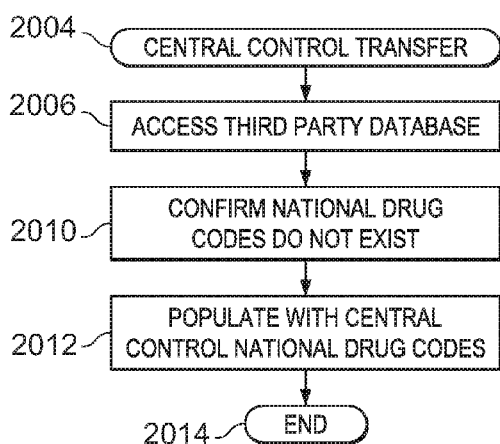 2004
CENTRAL CONTROL TRANSFER
2006
ACCESS THIRD PARTY DATABASE
2010
CONFIRM NATIONAL DRUG
CODES DO NOT EXIST
2012
POPULATE WITH CENTRAL
CONTROL NATIONAL DRUG CODES
2014
END